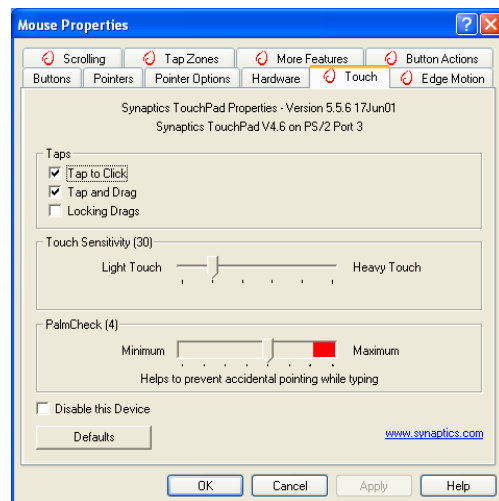 Mouse Properties
Scrolling Tap Zones More Features Button Actions
Buttons Pointers Pointer Options Hardware Touch Edge Motion
Synaptics TouchPad Properties - Version 5.5.6 17Jun01
Synaptics TouchPad V4.6 on PS/2 Port 3
Taps
Tap to Click
Tap and Drag
Locking Drags
Touch Sensitivity (30)
Light Touch Heavy Touch
PalmCheck (4)
Minimum Maximum
Helps to prevent accidental pointing while typing
Disable this Device
Defaults www.synaptics.com
OK Cancel Apply Help